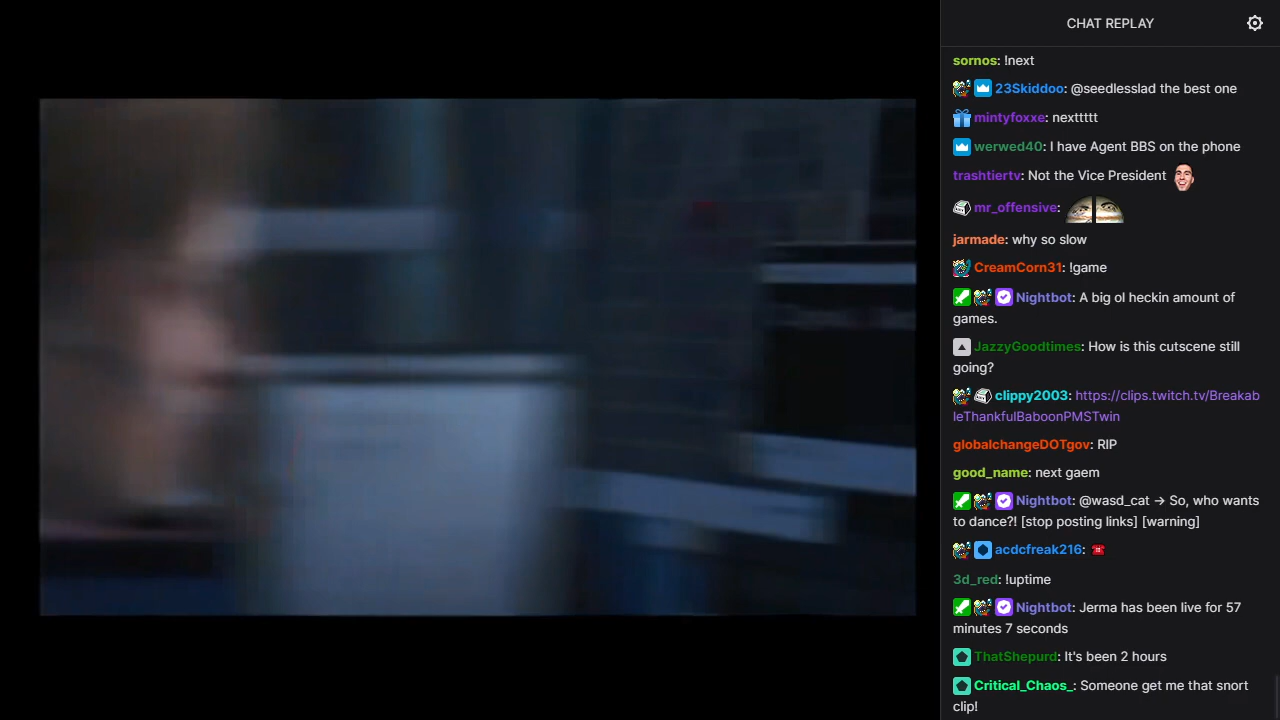 CHAT REPLAY
sornos: !next
23Skiddoo: @seedlesslad the best one
mintyfoxxe: nexttttt
werwed40: I have Agent BBS on the phone
trashtiertv: Not the Vice President
mr_offensive:
jarmade: why so slow
CreamCorn31: !game
Nightbot: A big ol heckin amount of
games.
JazzyGoodtimes: How is this cutscene still
going?
clippy2003: https://clips.twitch.tv/Breakab
leThankfulBaboonPMSTwin
globalchangeDOTgov: RIP
good_name: next gaem
Nightbot: @wasd_cat → So, who wants
to dance?! [stop posting links] [warning]
acdcfreak216:
3d_red: !uptime
Nightbot: Jerma has been live for 57
minutes 7 seconds
ThatShepurd: It's been 2 hours
Critical_Chaos_: Someone get me that snort
clip!